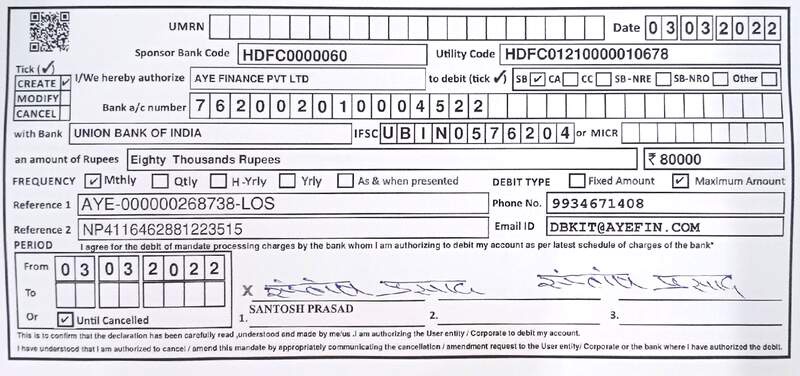 UMRN Date 03032022
Sponsor Bank Code HDFC0000060 Utility Code HDFC01210000010678
Tick (✓)
CREATE ✓ I/We hereby authorize AYE FINANCE PVT LTD to debit (tick ✓) SB ✓ CA CC SB-NRE SB-NRO Other
MODIFY
CANCEL Bank a/c number 762002010004522
with Bank UNION BANK OF INDIA IFSC UBIN0576204 or MICR
an amount of Rupees Eighty Thousands Rupees ₹ 80000
FREQUENCY ✓ Mthly Qtly H-Yrly Yrly As & when presented DEBIT TYPE Fixed Amount ✓ Maximum Amount
Reference 1 AYE-000000268738-LOS Phone No. 9934671408
Reference 2 NP4116462881223515 Email ID DBKIT@AYEFIN.COM
PERIOD I agree for the debit of mandate processing charges by the bank whom I am authorizing to debit my account as per latest schedule of charges of the bank"
From 03032022
To X संतोष प्रसाद संतोष प्रसाद
Or ✓ Until Cancelled 1. SANTOSH PRASAD 2. 3.
This is to confirm that the declaration has been carefully read ,understood and made by me/us .I am authorizing the User entity / Corporate to debit my account.
I have understood that I am authorized to cancel / amend this mandate by appropriately communicating the cancellation / amendment request to the User entity/ Corporate or the bank where I have authorized the debit.